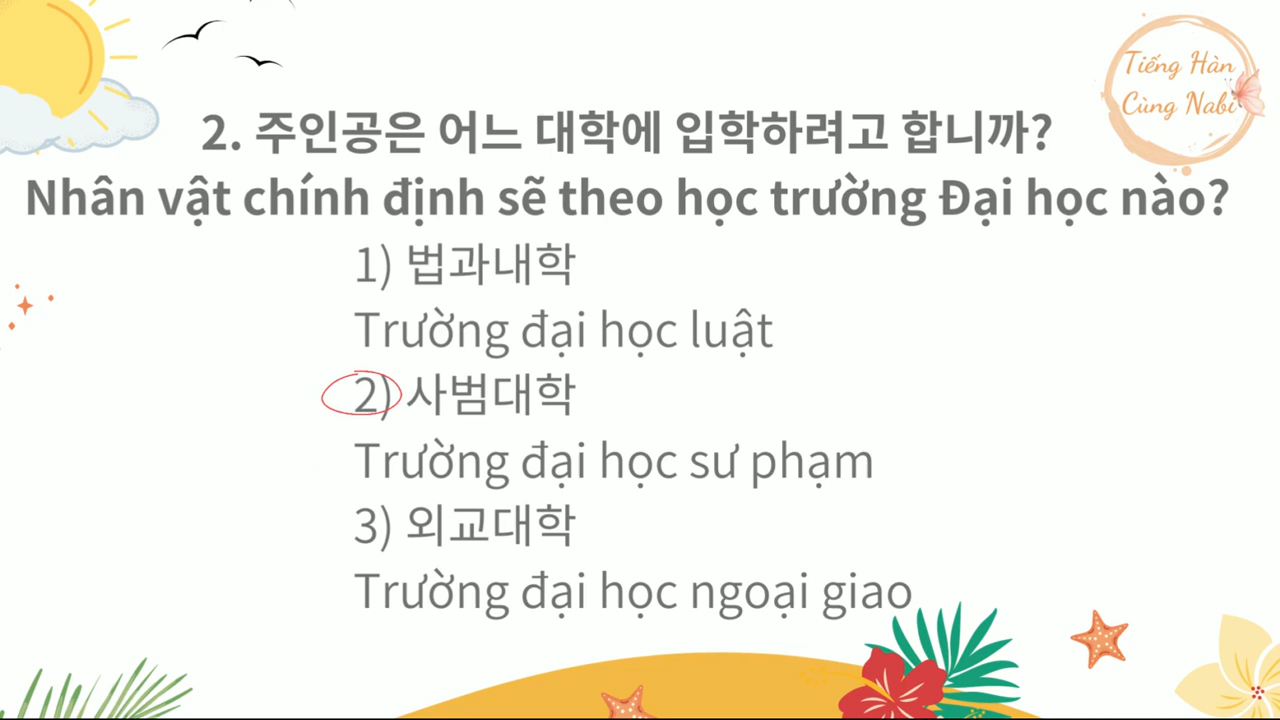 Tiếng Hàn
Cùng Nabi
2. 주인공은 어느 대학에 입학하려고 합니까?
Nhân vật chính định sẽ theo học trường Đại học nào?
1) 법과내학
Trường đại học luật
2) 사범대학
Trường đại học sư phạm
3) 외교대학
Trường đại học ngoại giao